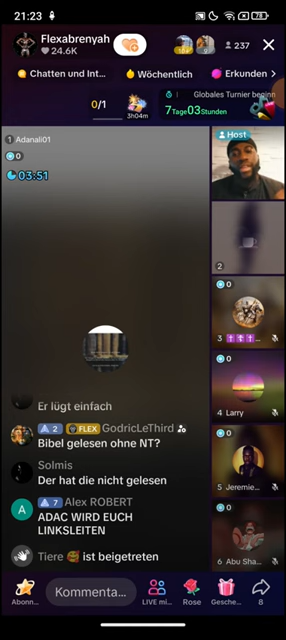 21:23
78
Flexabrenyah
24.6K
237
Chatten und Int...
Wöchentlich
Erkunden
0/1
3h04m
Globales Turnier beginn
7Tage03Stunden
1 Adanali01
0
03:51
Host
2
0
3
0
4 Larry
0
5 Jeremie...
0
6 Abu Sha...
Er lügt einfach
2 FLEX GodricLeThird
Bibel gelesen ohne NT?
Solmis
Der hat die nicht gelesen
A 7 Alex ROBERT
ADAC WIRD EUCH
LINKSLEITEN
Tiere 🥰 ist beigetreten
Abonn...
Kommenta...
LIVE mi...
Rose
Gesche...
8